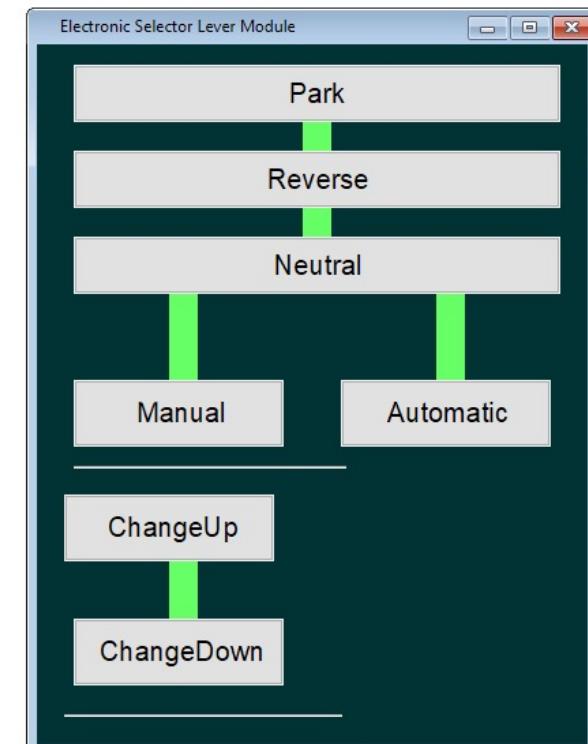 Electronic Selector Lever Module
Park
Reverse
Neutral
Manual Automatic
ChangeUp
ChangeDown